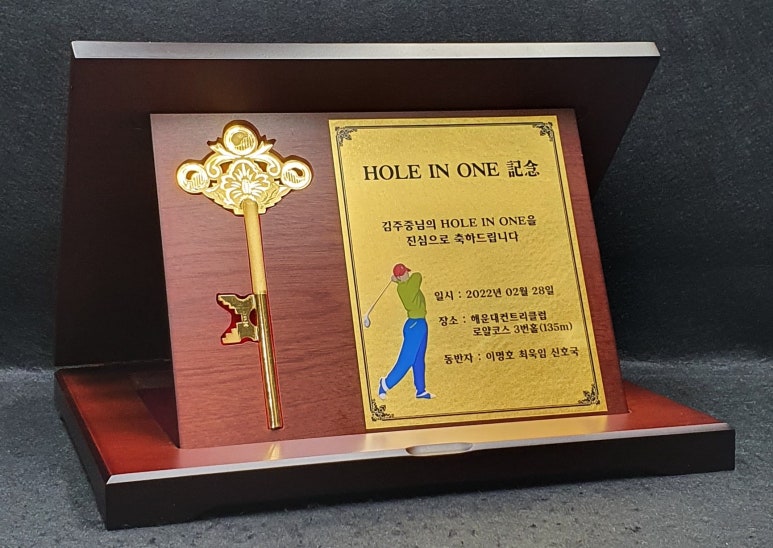 HOLE IN ONE 記念
김주중님의 HOLE IN ONE을
진심으로 축하드립니다
일시 : 2022년 02월 28일
장소 : 해운대컨트리클럽
로얄코스 3번홀(135m)
동반자 : 이명호 최욱임 신호국